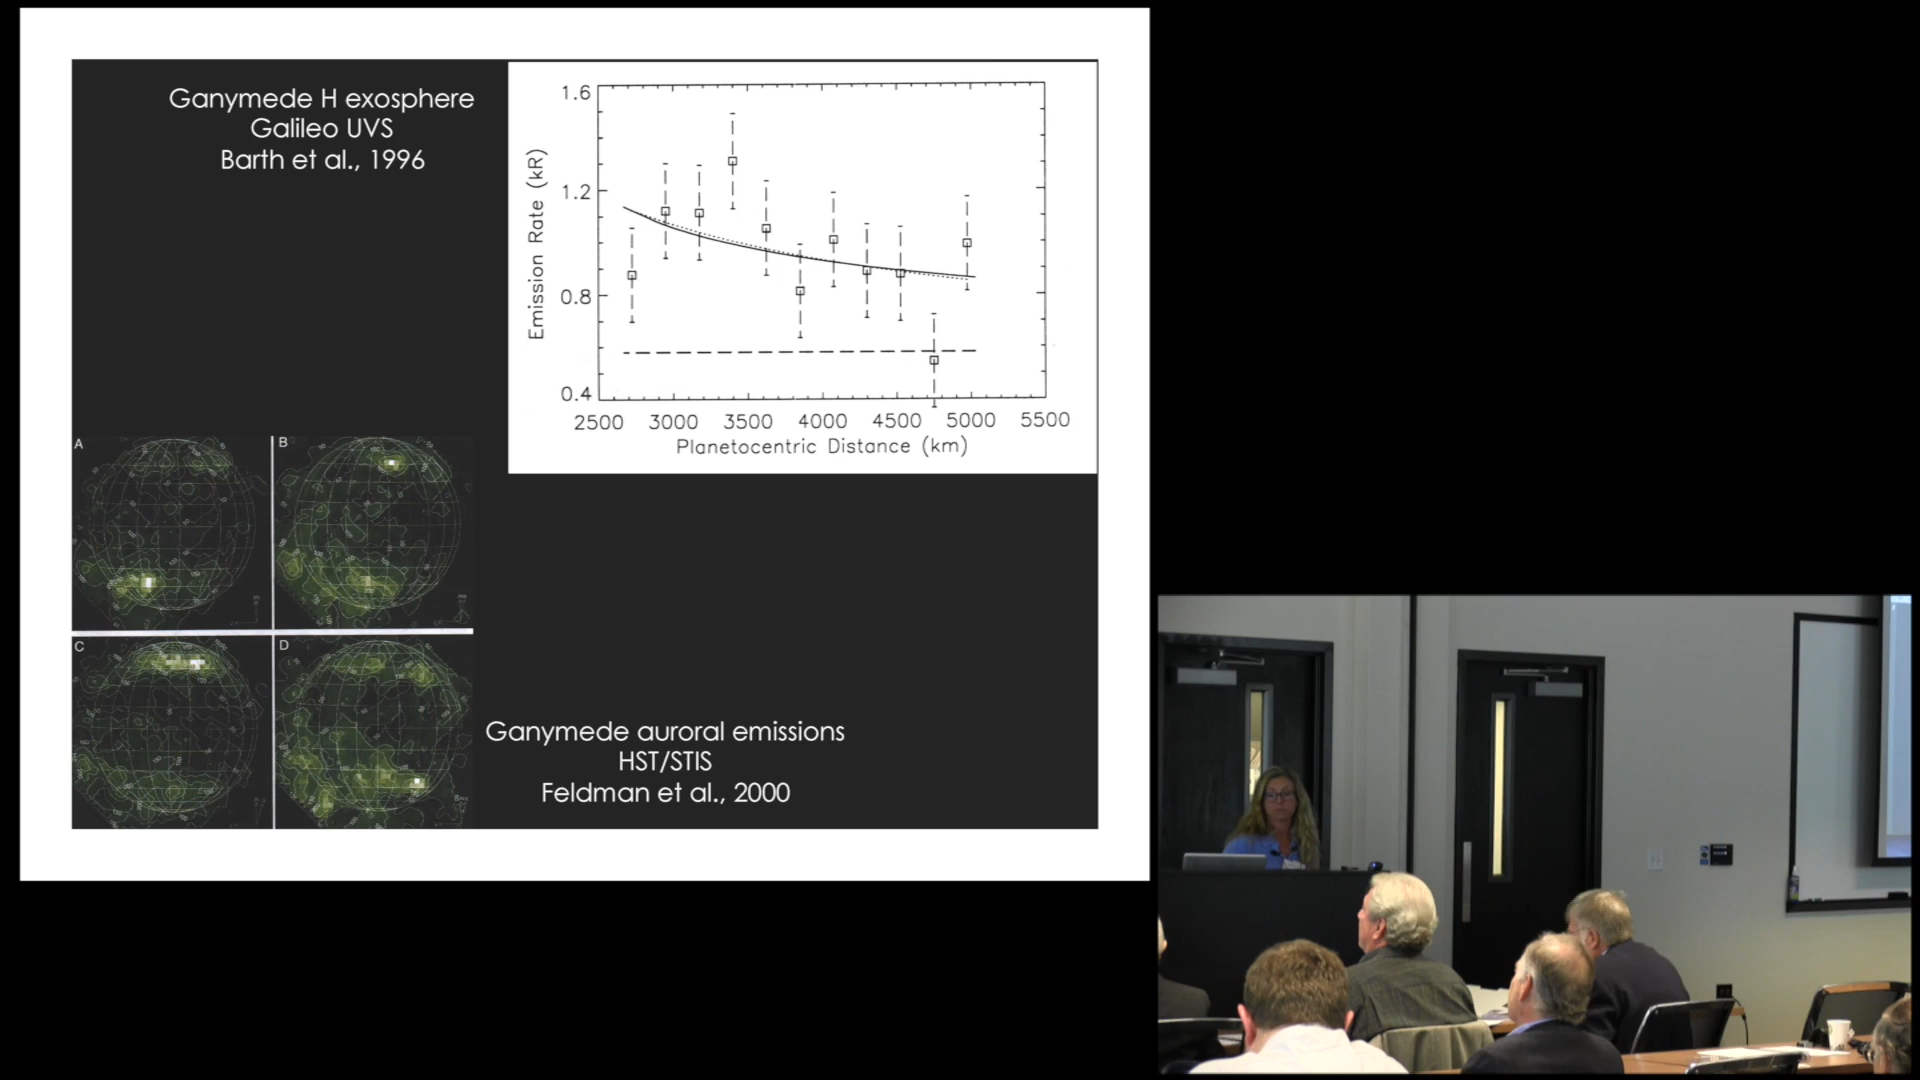 Ganymede H exosphere
Galileo UVS
Barth et al., 1996
1.6
1.2
0.8
0.4
Emission Rate (kR)
2500 3000 3500 4000 4500 5000 5500
Planetocentric Distance (km)
A
B
C
D
Ganymede auroral emissions
HST/STIS
Feldman et al., 2000